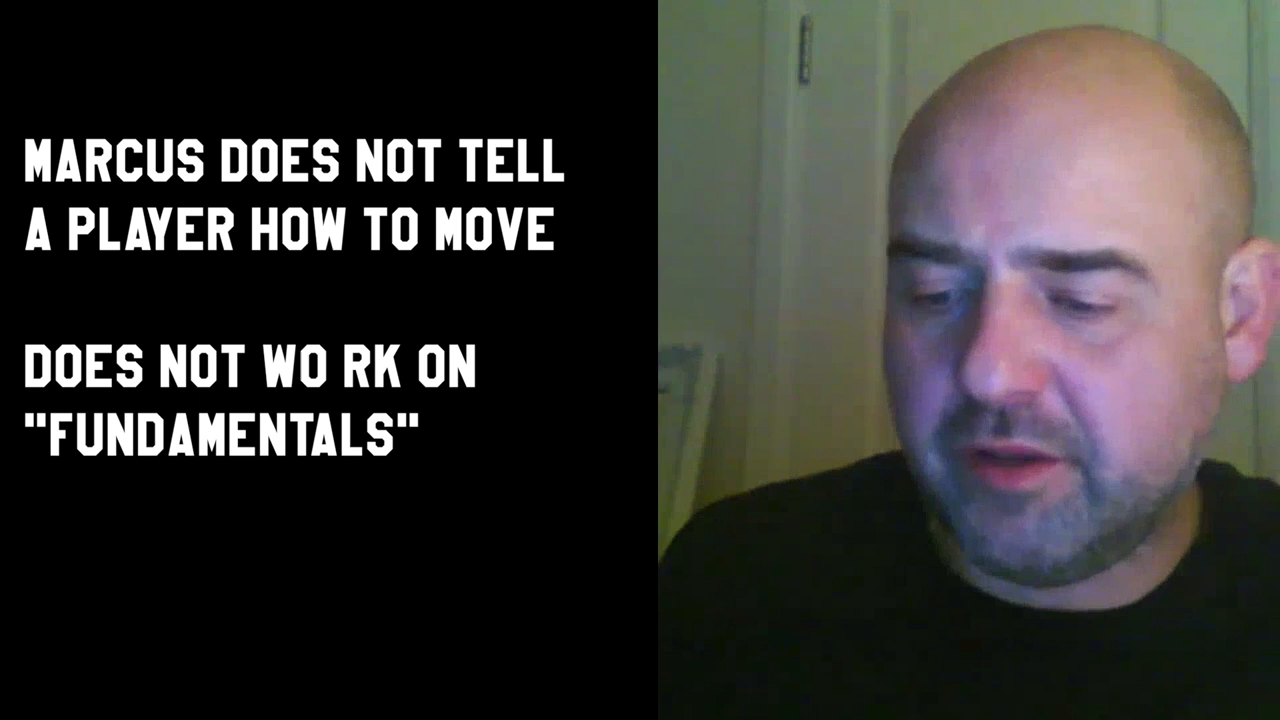 MARCUS DOES NOT TELL
A PLAYER HOW TO MOVE
DOES NOT WO RK ON
"FUNDAMENTALS"